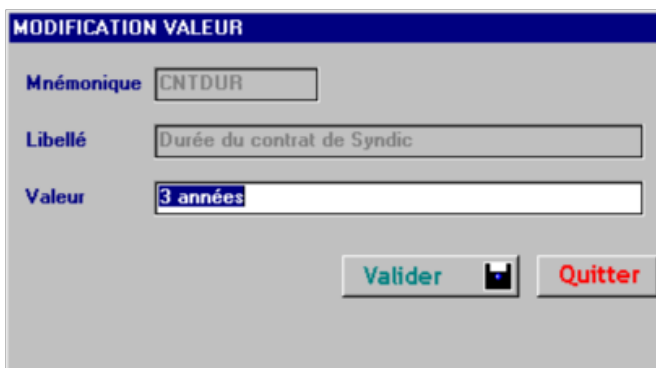 MODIFICATION VALEUR
Mnémonique CNTDUR
Libellé Durée du contrat de Syndic
Valeur 3 années
Valider Quitter